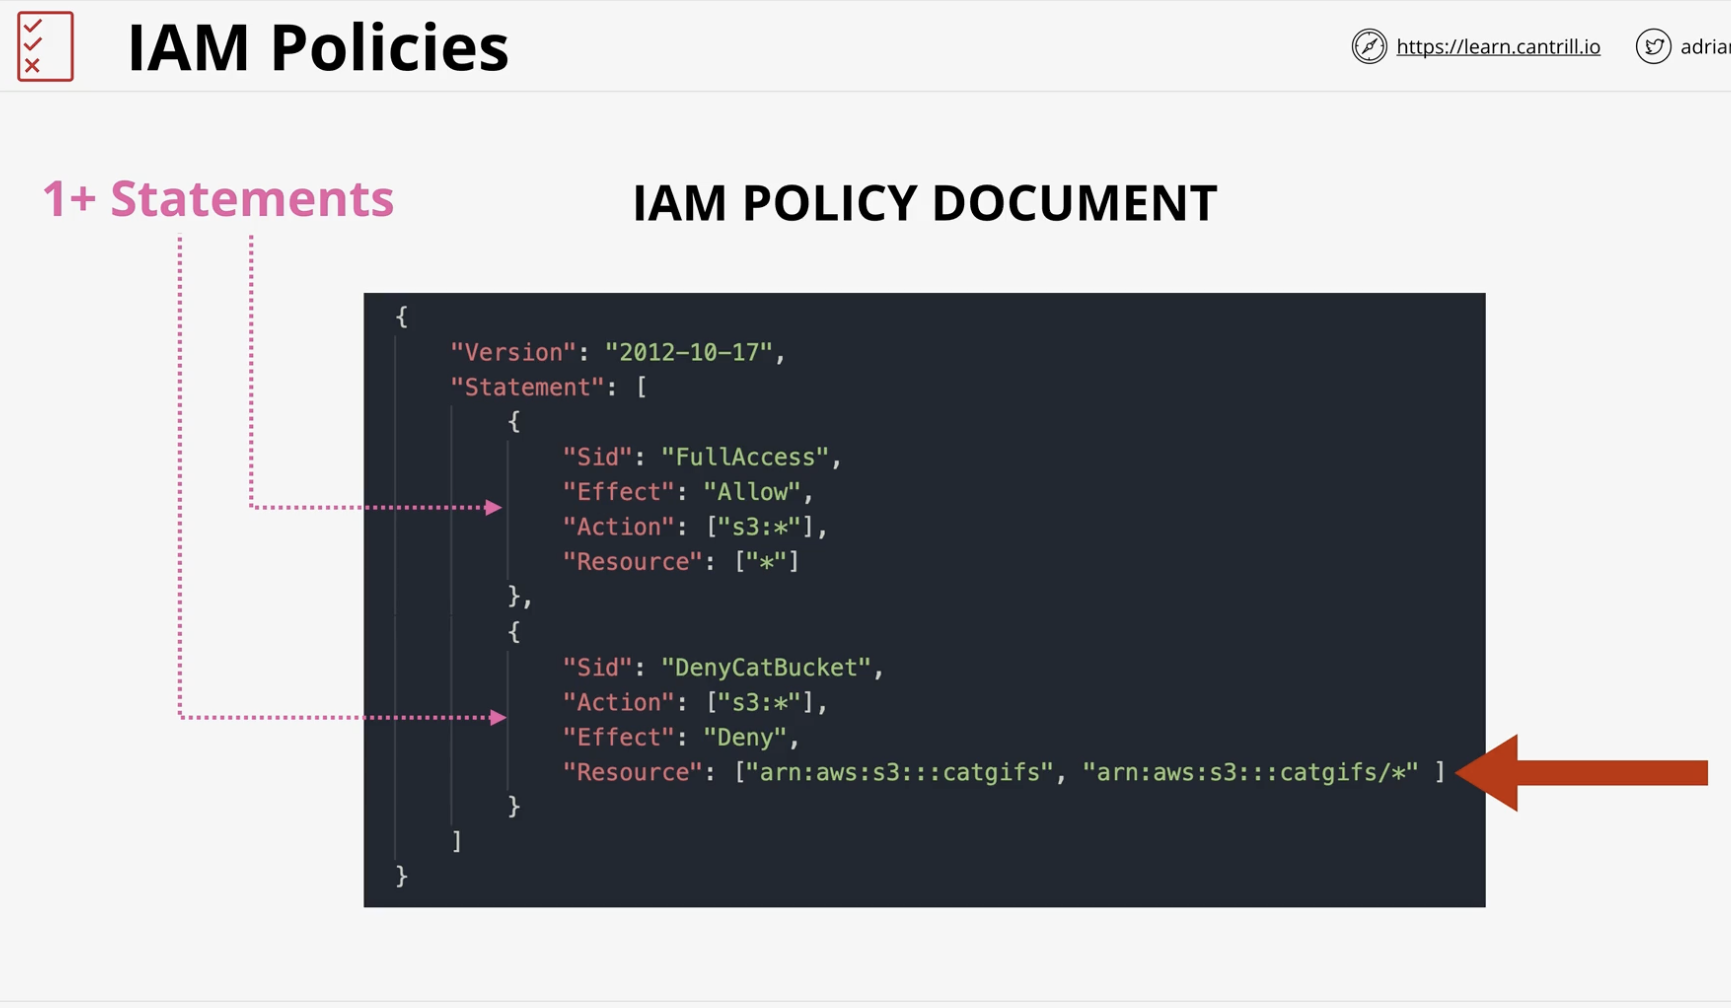 IAM Policies
https://learn.cantrill.io
1+ Statements
IAM POLICY DOCUMENT
{
"Version": "2012-10-17",
"Statement": [
{
"Sid": "FullAccess",
"Effect": "Allow",
"Action": ["s3:*"],
"Resource": ["*"]
},
{
"Sid": "DenyCatBucket",
"Action": ["s3:*"],
"Effect": "Deny",
"Resource": ["arn:aws:s3:::catgifs", "arn:aws:s3:::catgifs/*" ]
}
]
}